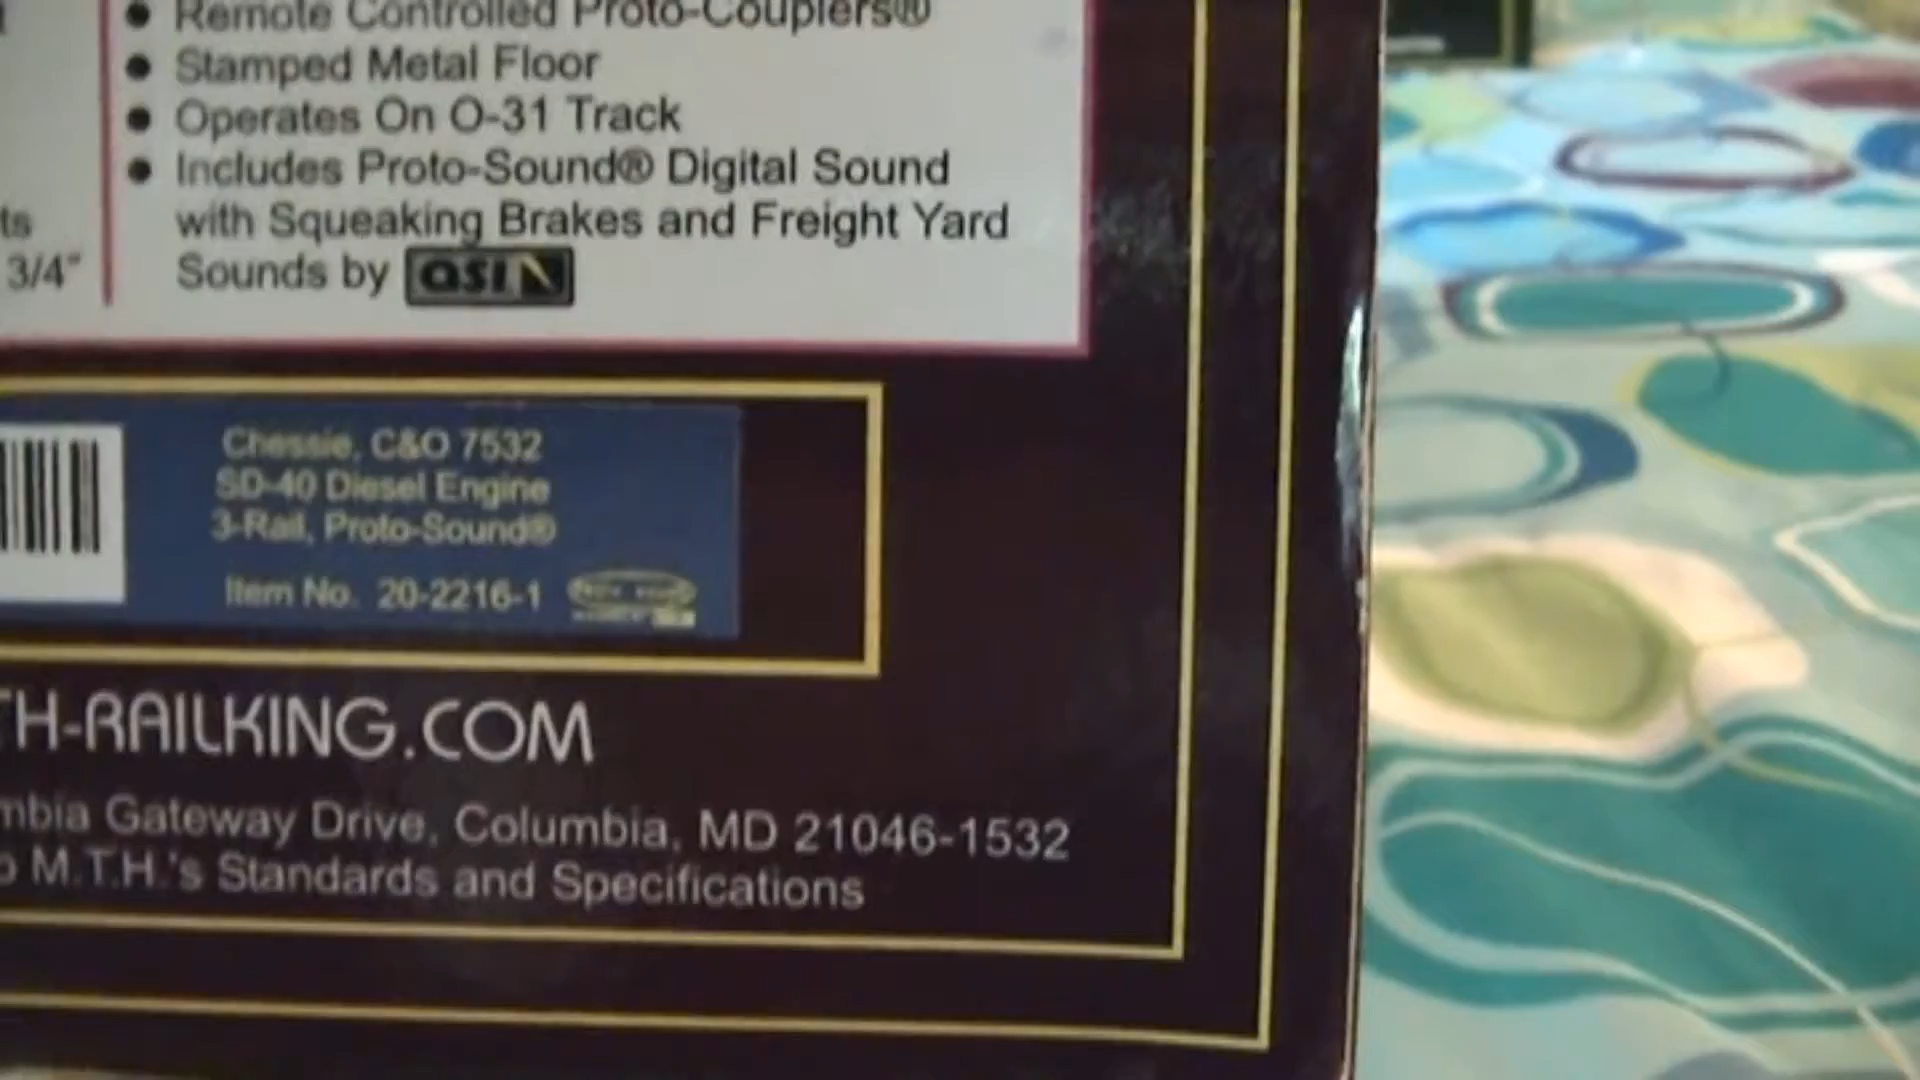 Remote Controlled Proto-Couplers®
Stamped Metal Floor
Operates On O-31 Track
Includes Proto-Sound® Digital Sound
with Squeaking Brakes and Freight Yard
Sounds by QSI
ts
3/4"
Chessie, C&O 7532
SD-40 Diesel Engine
3-Rail, Proto-Sound®
Item No. 20-2216-1
TH-RAILKING.COM
mbia Gateway Drive, Columbia, MD 21046-1532
o M.T.H.'s Standards and Specifications